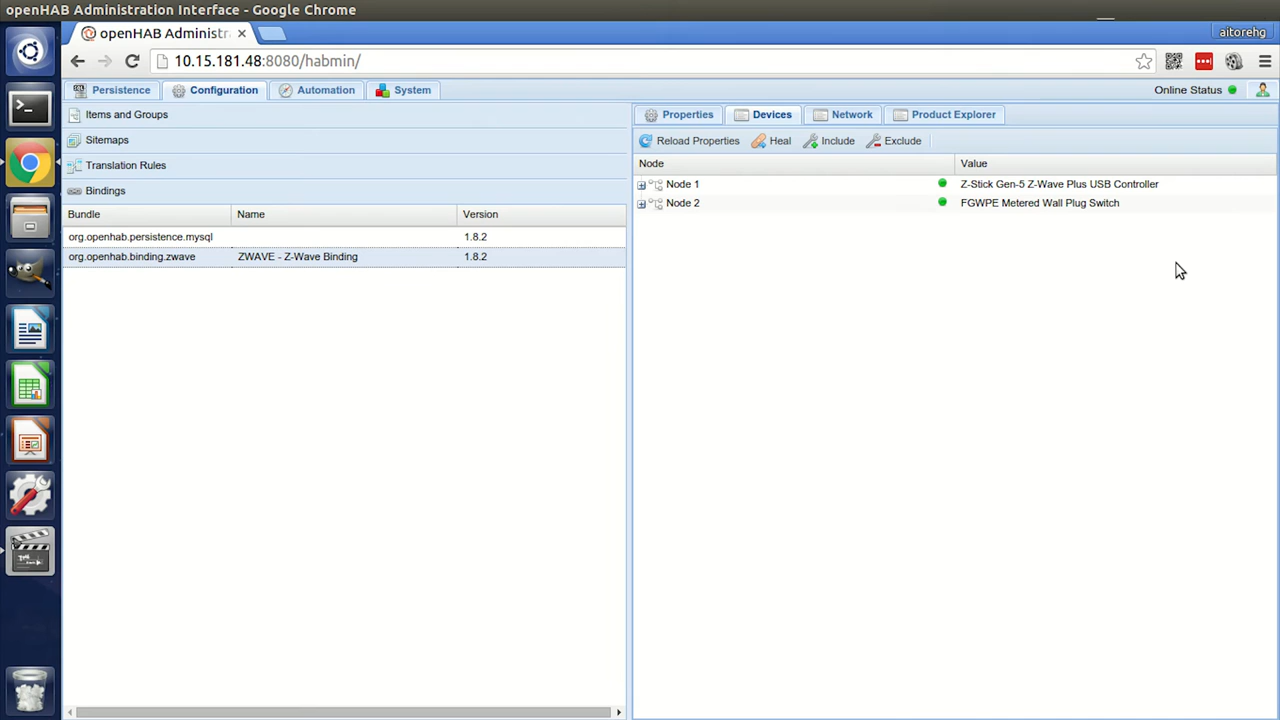 openHAB Administration Interface - Google Chrome
openHAB Administr
aitorehg
10.15.181.48:8080/habmin/
Persistence Configuration Automation System
Online Status
Items and Groups
Sitemaps
Translation Rules
Bindings
Bundle Name Version
org.openhab.persistence.mysql 1.8.2
org.openhab.binding.zwave ZWAVE - Z-Wave Binding 1.8.2
Properties Devices Network Product Explorer
Reload Properties Heal Include Exclude
Node Value
Node 1 Z-Stick Gen-5 Z-Wave Plus USB Controller
Node 2 FGWPE Metered Wall Plug Switch